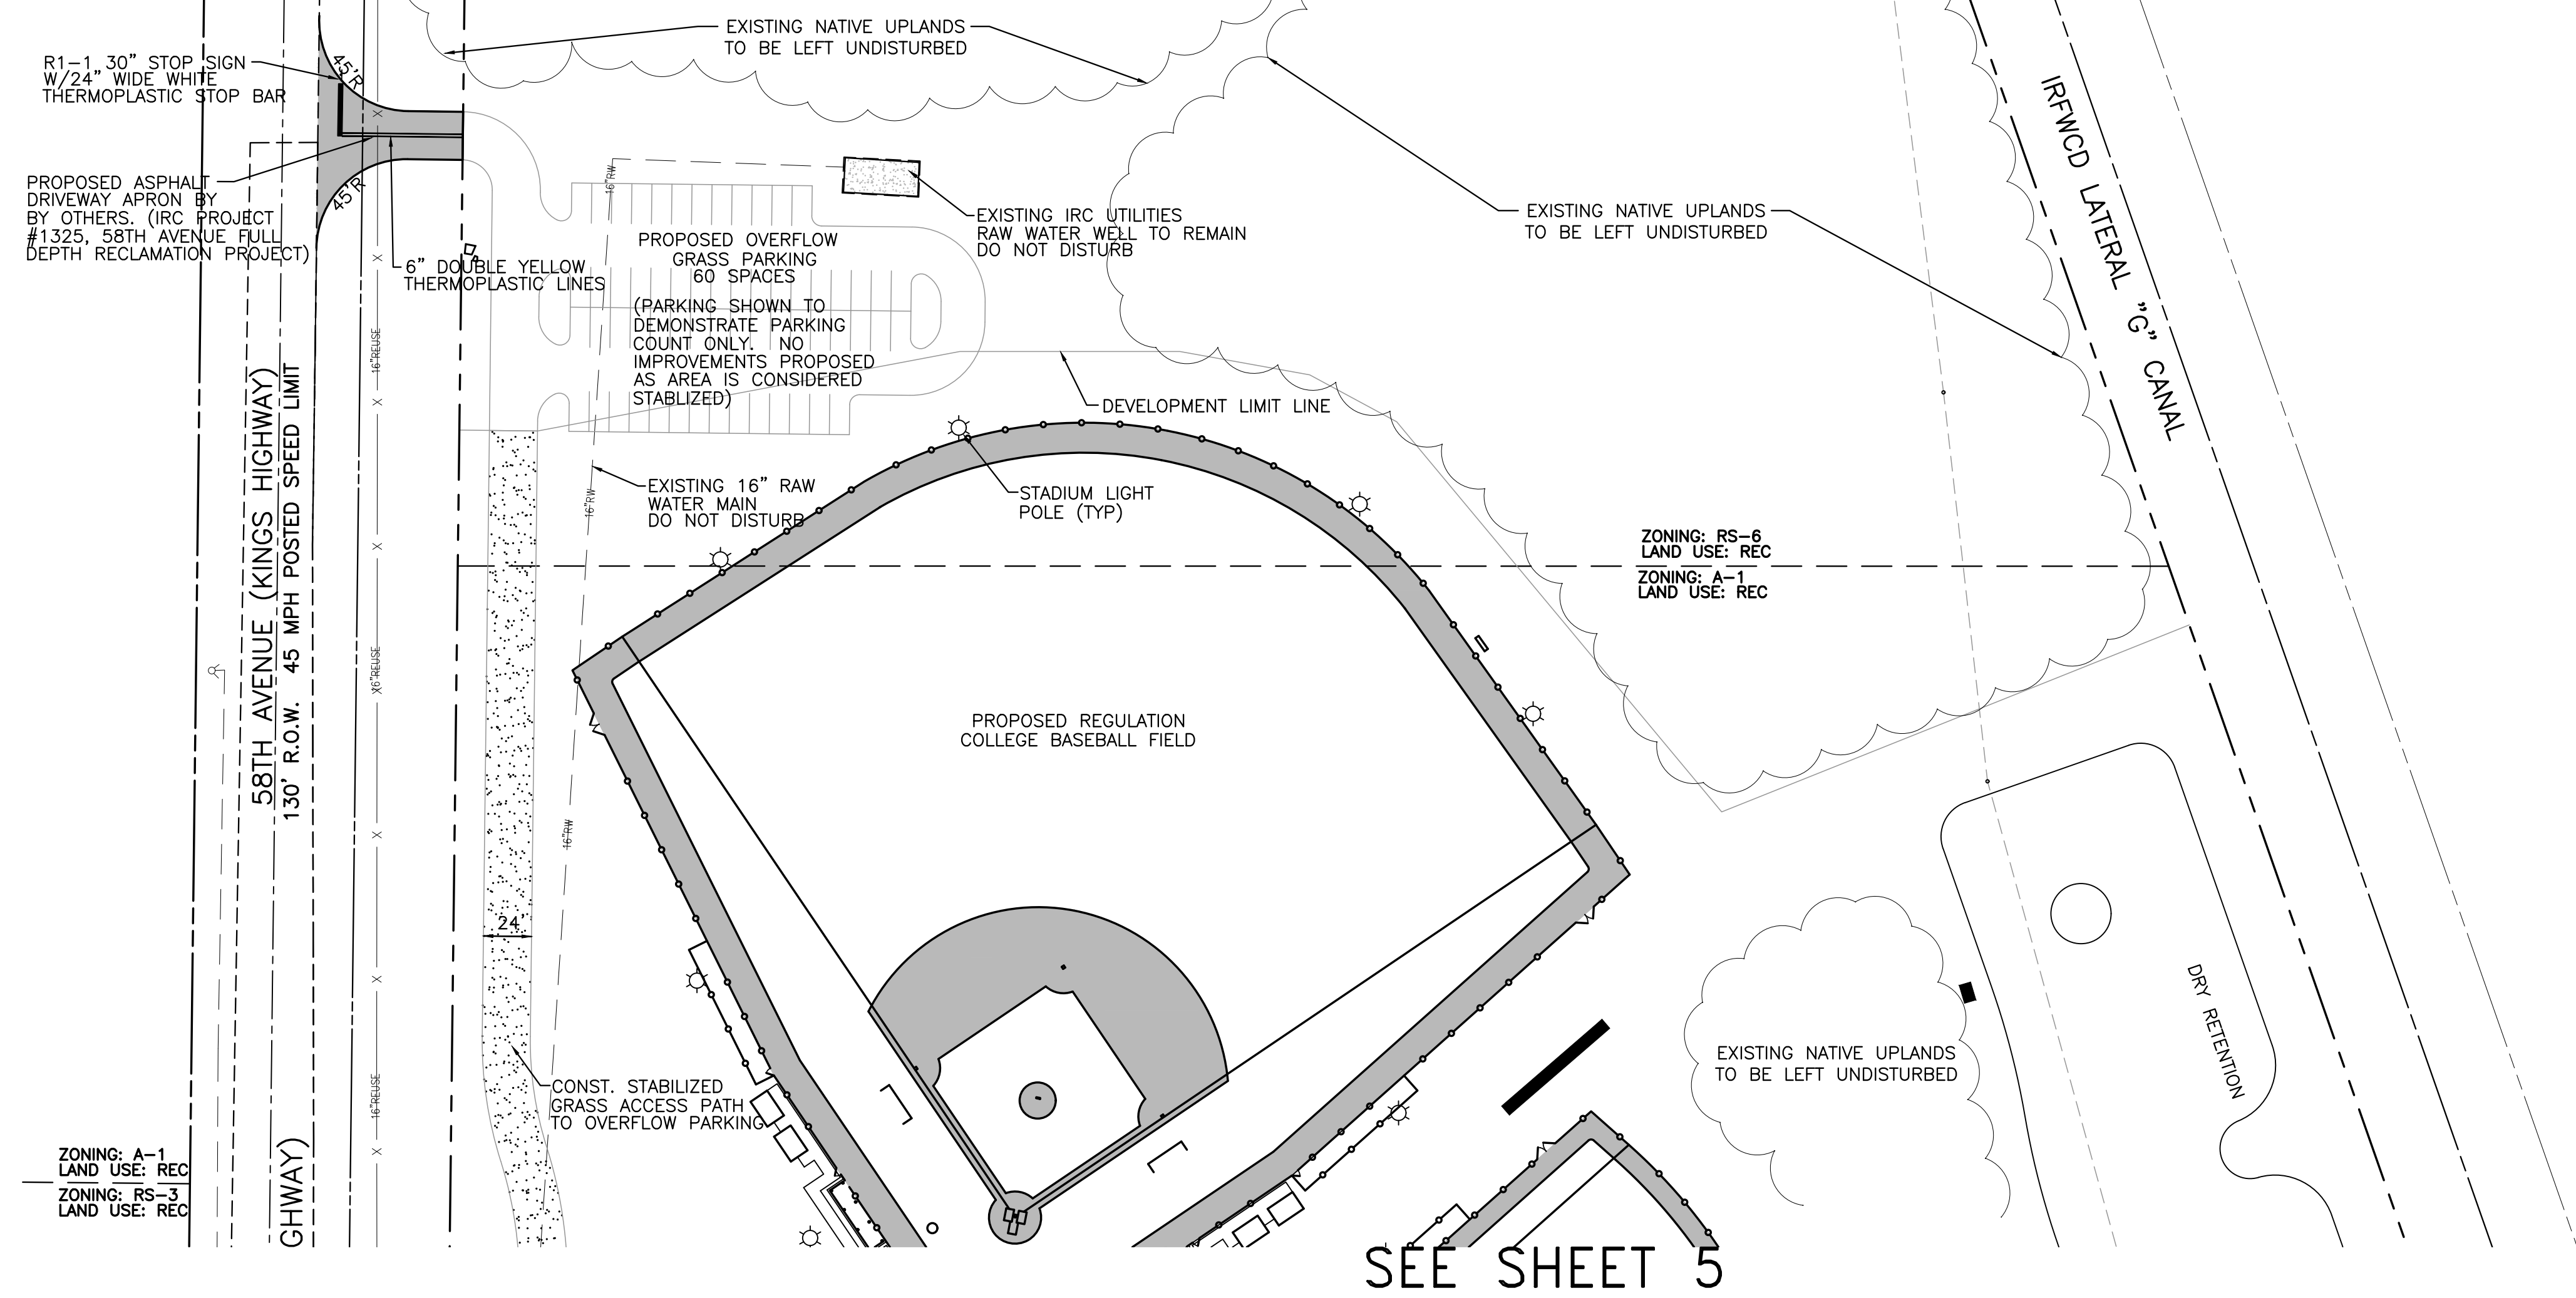 EXISTING NATIVE UPLANDS
TO BE LEFT UNDISTURBED
R1-1 30" STOP SIGN
W/24" WIDE WHITE
THERMOPLASTIC STOP BAR
45'R
45'R
PROPOSED ASPHALT
DRIVEWAY APRON BY
BY OTHERS. (IRC PROJECT
#1325, 58TH AVENUE FULL
DEPTH RECLAMATION PROJECT)
6" DOUBLE YELLOW
THERMOPLASTIC LINES
16"RW
PROPOSED OVERFLOW
GRASS PARKING
60 SPACES
(PARKING SHOWN TO
DEMONSTRATE PARKING
COUNT ONLY. NO
IMPROVEMENTS PROPOSED
AS AREA IS CONSIDERED
STABLIZED)
EXISTING IRC UTILITIES
RAW WATER WELL TO REMAIN
DO NOT DISTURB
EXISTING NATIVE UPLANDS
TO BE LEFT UNDISTURBED
IRFWCD LATERAL "G" CANAL
DEVELOPMENT LIMIT LINE
16"REUSE
58TH AVENUE (KINGS HIGHWAY)
130' R.O.W. 45 MPH POSTED SPEED LIMIT
EXISTING 16" RAW
WATER MAIN
DO NOT DISTURB
16"RW
STADIUM LIGHT
POLE (TYP)
ZONING: RS-6
LAND USE: REC
ZONING: A-1
LAND USE: REC
16"REUSE
PROPOSED REGULATION
COLLEGE BASEBALL FIELD
16"RW
24'
DRY RETENTION
EXISTING NATIVE UPLANDS
TO BE LEFT UNDISTURBED
16"REUSE
CONST. STABILIZED
GRASS ACCESS PATH
TO OVERFLOW PARKING
ZONING: A-1
LAND USE: REC
ZONING: RS-3
LAND USE: REC
GHWAY)
SEE SHEET 5